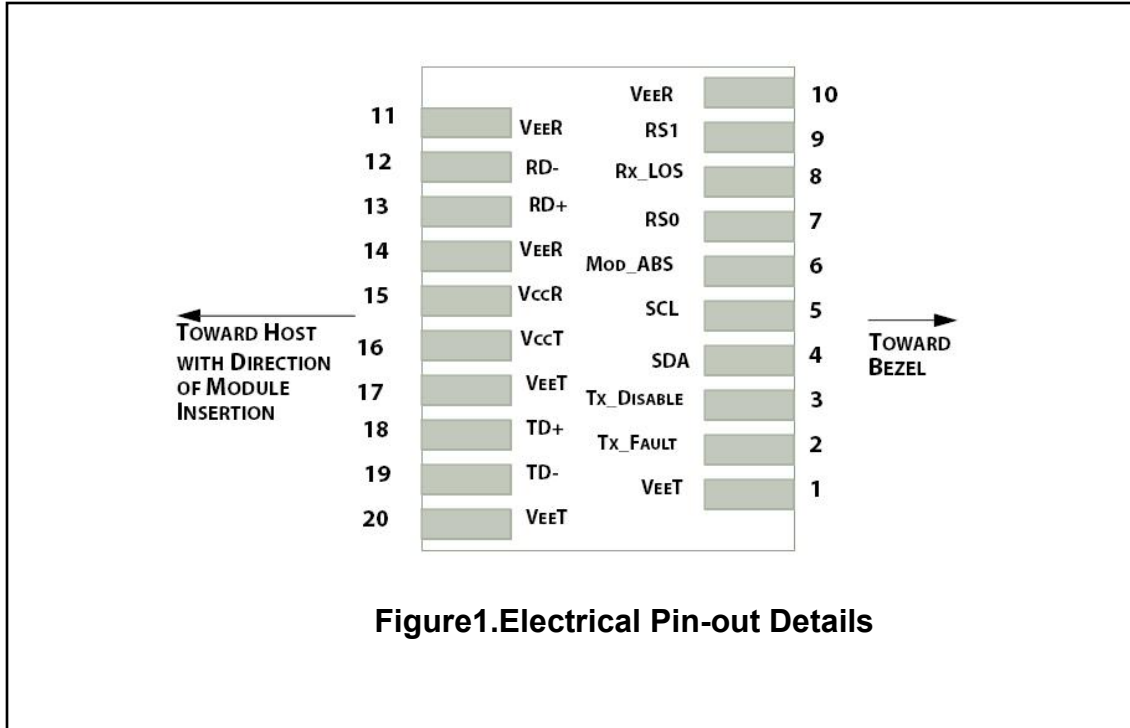 VEER 10
11 VEER
RS1 9
12 RD-
Rx_LOS 8
13 RD+
RS0 7
14 VEER
MOD_ABS 6
15 VCCR
SCL 5
16 VCCT
SDA 4
17 VEET
TX_DISABLE 3
18 TD+
TX_FAULT 2
19 TD-
VEET 1
20 VEET
TOWARD HOST
WITH DIRECTION
OF MODULE
INSERTION
TOWARD
BEZEL
Figure1.Electrical Pin-out Details